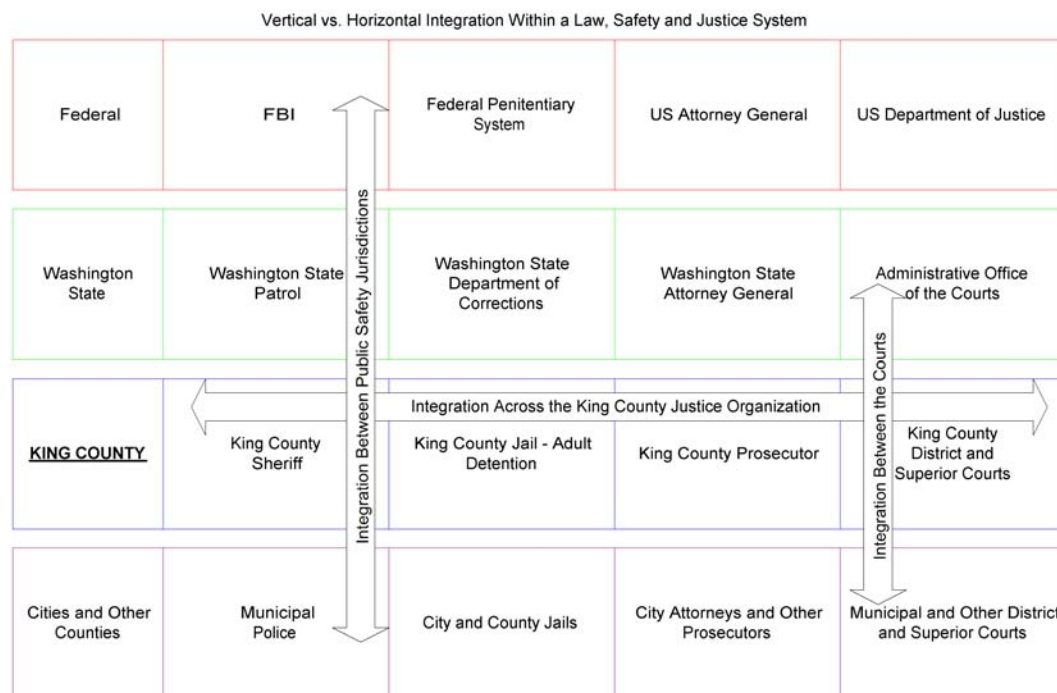 Vertical vs. Horizontal Integration Within a Law, Safety and Justice System
Federal
FBI
Federal Penitentiary
System
US Attorney General
US Department of Justice
Integration Between Public Safety Jurisdictions
Washington
State
Washington State
Patrol
Washington State
Department of
Corrections
Washington State
Attorney General
Administrative Office
of the Courts
Integration Between the Courts
Integration Across the King County Justice Organization
KING COUNTY
King County
Sheriff
King County Jail - Adult
Detention
King County Prosecutor
King County
District and
Superior Courts
Cities and Other
Counties
Municipal
Police
City and County Jails
City Attorneys and Other
Prosecutors
Municipal and Other District
and Superior Courts